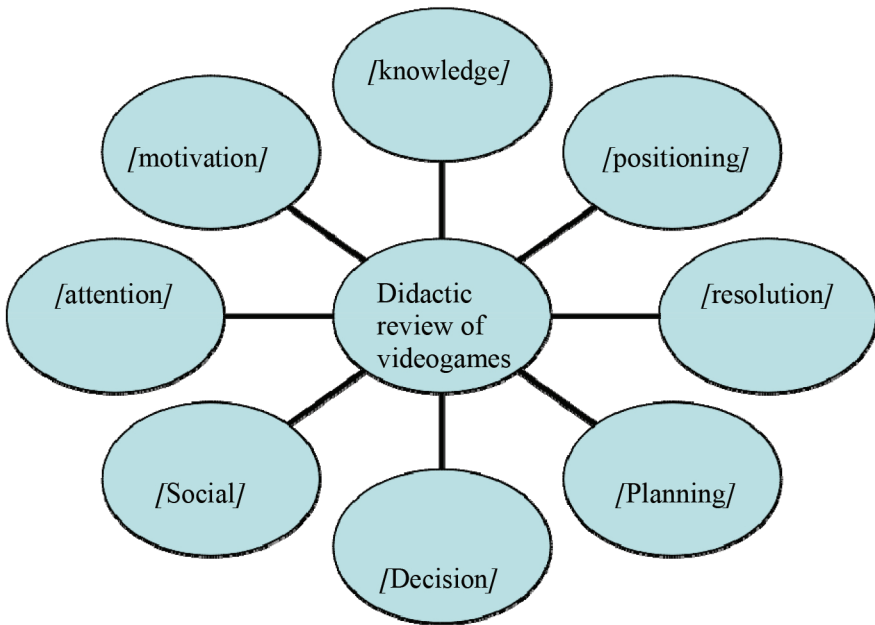 [knowledge]
[motivation]
[positioning]
[attention]
Didactic
review of
videogames
[resolution]
[Social]
[Planning]
[Decision]